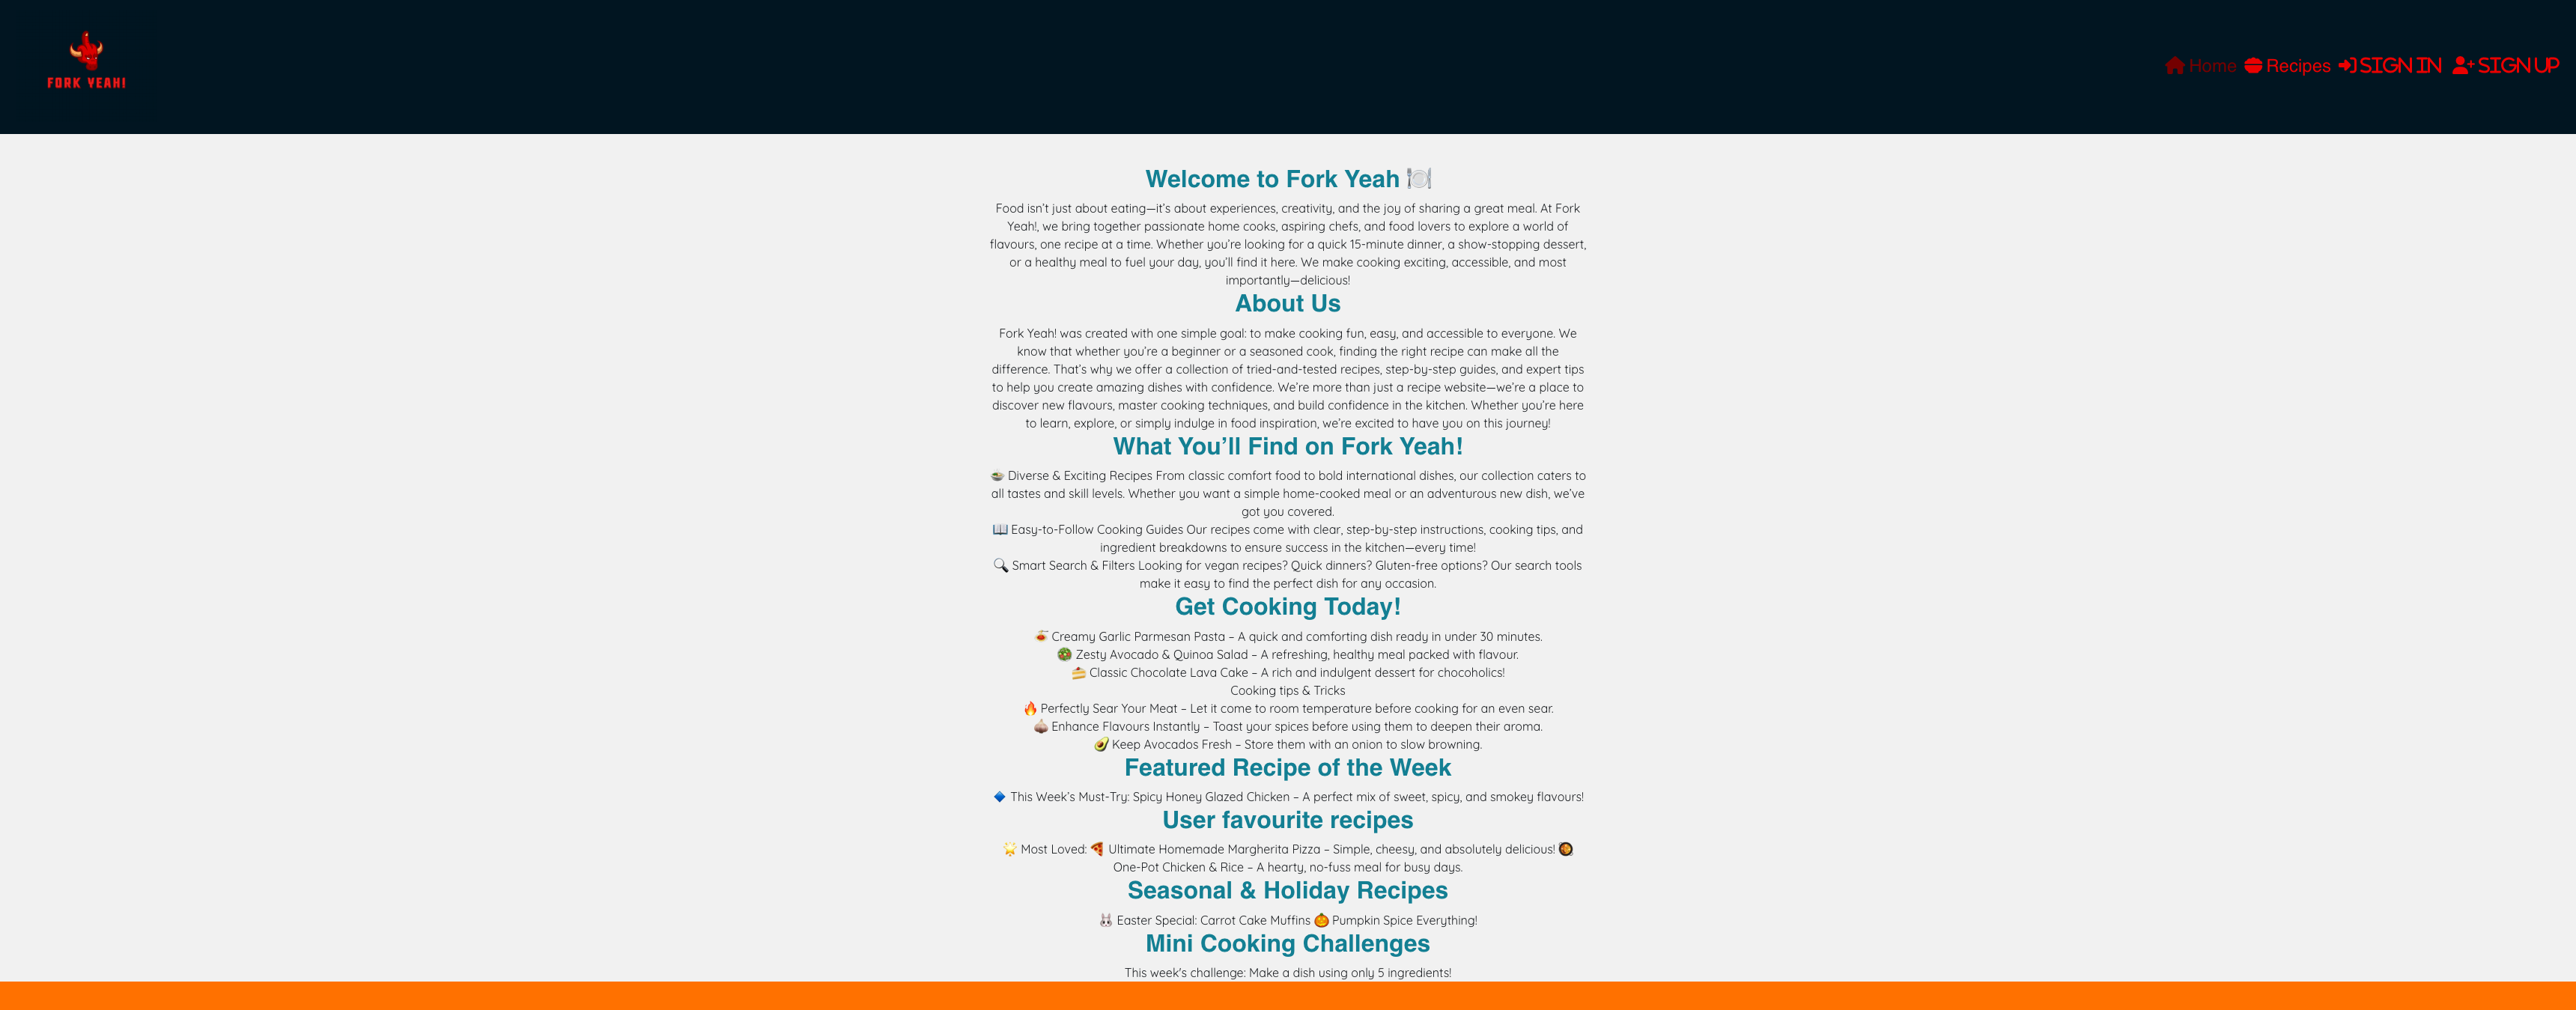 FORK YEAH!
Home Recipes SIGN IN SIGN UP
Welcome to Fork Yeah 🍽️
Food isn’t just about eating—it’s about experiences, creativity, and the joy of sharing a great meal. At Fork
Yeah!, we bring together passionate home cooks, aspiring chefs, and food lovers to explore a world of
flavours, one recipe at a time. Whether you’re looking for a quick 15-minute dinner, a show-stopping dessert,
or a healthy meal to fuel your day, you’ll find it here. We make cooking exciting, accessible, and most
importantly—delicious!
About Us
Fork Yeah! was created with one simple goal: to make cooking fun, easy, and accessible to everyone. We
know that whether you’re a beginner or a seasoned cook, finding the right recipe can make all the
difference. That’s why we offer a collection of tried-and-tested recipes, step-by-step guides, and expert tips
to help you create amazing dishes with confidence. We’re more than just a recipe website—we’re a place to
discover new flavours, master cooking techniques, and build confidence in the kitchen. Whether you’re here
to learn, explore, or simply indulge in food inspiration, we’re excited to have you on this journey!
What You’ll Find on Fork Yeah!
🍲 Diverse & Exciting Recipes From classic comfort food to bold international dishes, our collection caters to
all tastes and skill levels. Whether you want a simple home-cooked meal or an adventurous new dish, we’ve
got you covered.
📖 Easy-to-Follow Cooking Guides Our recipes come with clear, step-by-step instructions, cooking tips, and
ingredient breakdowns to ensure success in the kitchen—every time!
🔍 Smart Search & Filters Looking for vegan recipes? Quick dinners? Gluten-free options? Our search tools
make it easy to find the perfect dish for any occasion.
Get Cooking Today!
🍝 Creamy Garlic Parmesan Pasta – A quick and comforting dish ready in under 30 minutes.
🥗 Zesty Avocado & Quinoa Salad – A refreshing, healthy meal packed with flavour.
🍰 Classic Chocolate Lava Cake – A rich and indulgent dessert for chocoholics!
Cooking tips & Tricks
🔥 Perfectly Sear Your Meat – Let it come to room temperature before cooking for an even sear.
🧄 Enhance Flavours Instantly – Toast your spices before using them to deepen their aroma.
🥑 Keep Avocados Fresh – Store them with an onion to slow browning.
Featured Recipe of the Week
🔹 This Week’s Must-Try: Spicy Honey Glazed Chicken – A perfect mix of sweet, spicy, and smokey flavours!
User favourite recipes
🌟 Most Loved: 🍕 Ultimate Homemade Margherita Pizza – Simple, cheesy, and absolutely delicious! 🥘
One-Pot Chicken & Rice – A hearty, no-fuss meal for busy days.
Seasonal & Holiday Recipes
🐰 Easter Special: Carrot Cake Muffins 🎃 Pumpkin Spice Everything!
Mini Cooking Challenges
This week's challenge: Make a dish using only 5 ingredients!